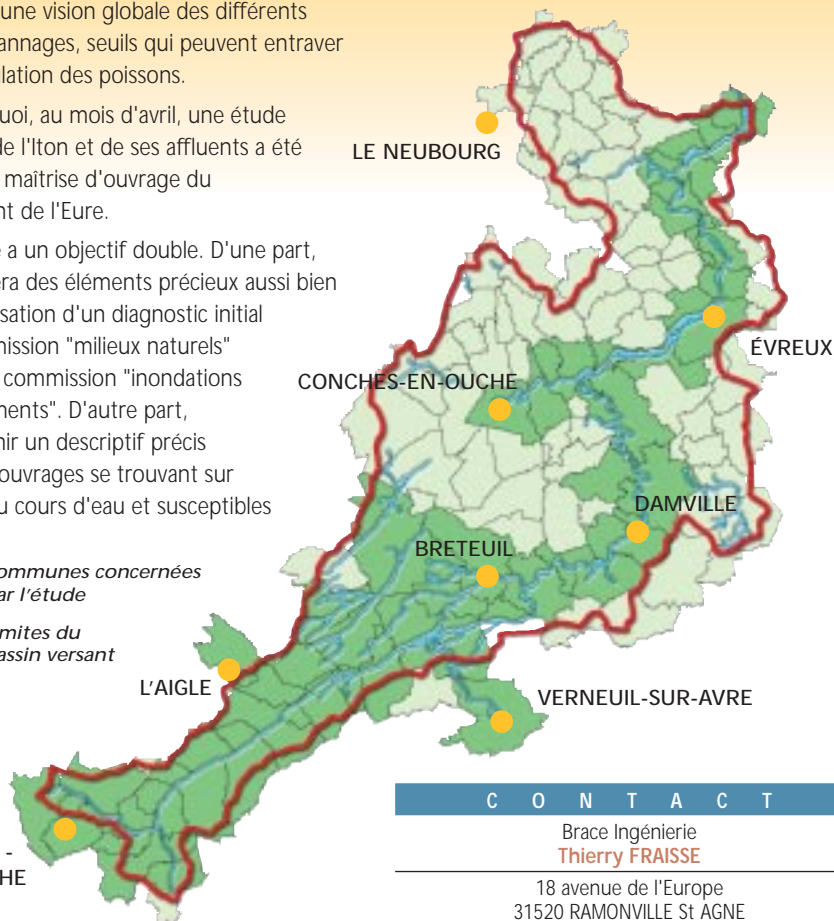 une vision globale des différents
annages, seuils qui peuvent entraver
lation des poissons.
uoi, au mois d'avril, une étude
de l'Iton et de ses affluents a été
maîtrise d'ouvrage du
nt de l'Eure.
a un objectif double. D'une part,
era des éléments précieux aussi bien
sation d'un diagnostic initial
mission "milieux naturels"
commission "inondations
ments". D'autre part,
nir un descriptif précis
ouvrages se trouvant sur
u cours d'eau et susceptibles
ommunes concernées
ar l'étude
mites du
assin versant
LE NEUBOURG
ÉVREUX
CONCHES-EN-OUCHE
DAMVILLE
BRETEUIL
L'AIGLE
VERNEUIL-SUR-AVRE
-
HE
CONTACT
Brace Ingénierie
Thierry FRAISSE
18 avenue de l'Europe
31520 RAMONVILLE St AGNE